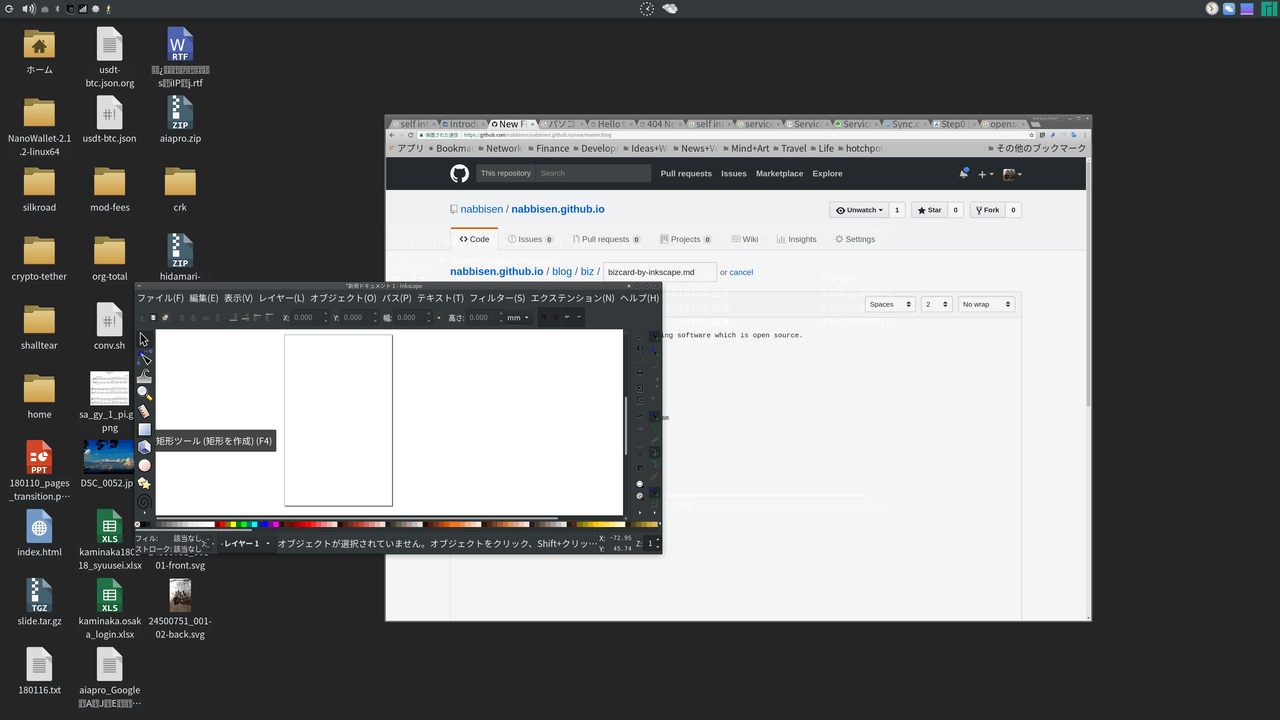 ホーム
usdt-
btc.json.org
NanoWallet-2.1
.2-linux64
usdt-btc.json
aiapro.zip
silkroad
mod-fees
crk
crypto-tether
org-total
hidamari-
shalltear
conv.sh
home
sa_gy_1_pi.g
png
180110_pages
_transition.p…
DSC_0052.jp
index.html
kaminaka1802
18_syuusei.xlsx
01-front.svg
slide.tar.gz
kaminaka.osak
a_login.xlsx
24500751_001-
02-back.svg
180116.txt
aiapro_Google
W
RTF
ZIP
ZIP
PPT
XLS
TGZ
XLS
self int
Introd
New Fi
パソコ
Hello t
404 No
self int
service
Service
Service
Sync.c
Step0
opens
保護された通信
https://github.com/nabbisen/nabbisen.github.io/new/master/blog
アプリ
Bookma
Network
Finance
Develop
Ideas+W
News+V
Mind+Art
Travel
Life
hotchpot
その他のブックマーク
This repository
Search
Pull requests
Issues
Marketplace
Explore
nabbisen / nabbisen.github.io
Unwatch
1
Star
0
Fork
0
Code
Issues 0
Pull requests 0
Projects 0
Wiki
Insights
Settings
nabbisen.github.io / blog / biz /
bizcard-by-inkscape.md
or cancel
Spaces
2
No wrap
ng software which is open source.
*新規ドキュメント 1 - Inkscape
ファイル(F)
編集(E)
表示(V)
レイヤー(L)
オブジェクト(O)
パス(P)
テキスト(T)
フィルター(S)
エクステンション(N)
ヘルプ(H)
X: 0.000
Y: 0.000
幅: 0.000
高さ: 0.000
mm
矩形ツール (矩形を作成) (F4)
フィル: 該当なし
ストローク: 該当なし
レイヤー 1
オブジェクトが選択されていません。オブジェクトをクリック、Shift+クリッ…
X: -72.95
Y: 45.74
Z: 1